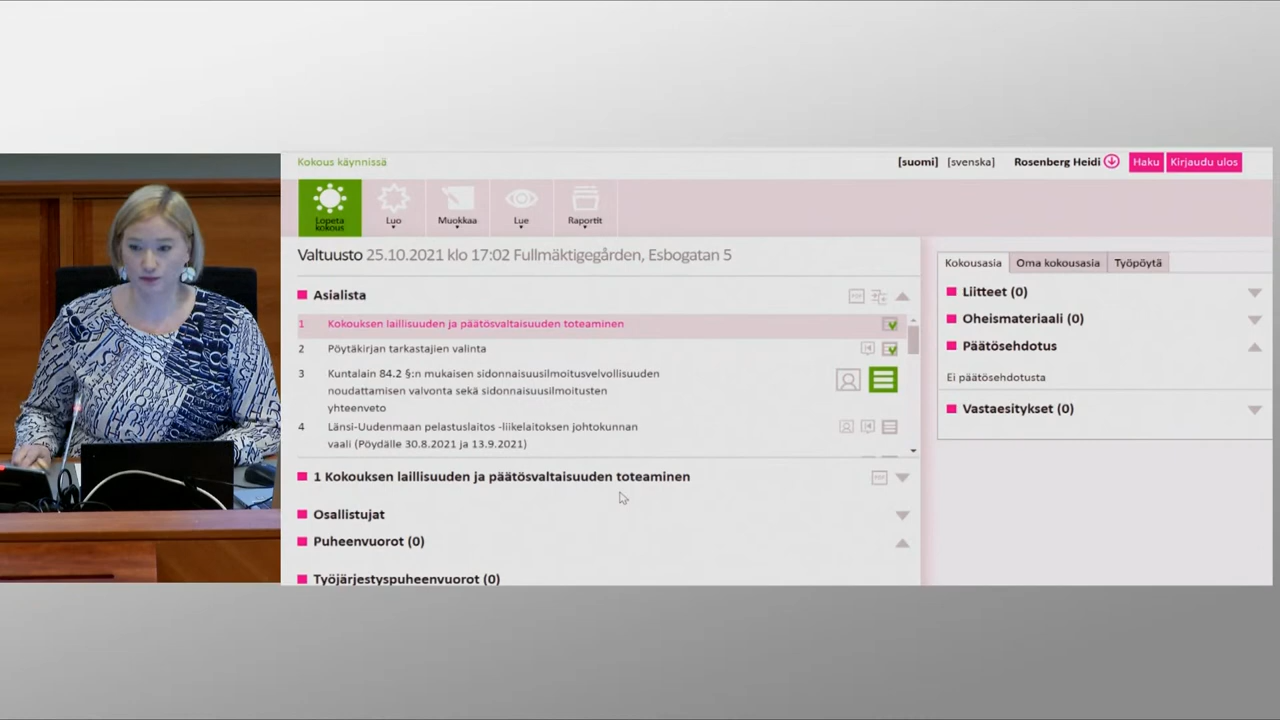 Kokous käynnissä
[suomi] [svenska] Rosenberg Heidi Haku Kirjaudu ulos
Lopeta kokous
Luo
Muokkaa
Lue
Raportit
Valtuusto 25.10.2021 klo 17:02 Fullmäktigegården, Esbogatan 5
Asialista
1 Kokouksen laillisuuden ja päätösvaltaisuuden toteaminen
2 Pöytäkirjan tarkastajien valinta
3 Kuntalain 84.2 §:n mukaisen sidonnaisuusilmoitusvelvollisuuden
noudattamisen valvonta sekä sidonnaisuusilmoitusten
yhteenveto
4 Länsi-Uudenmaan pelastuslaitos -liikelaitoksen johtokunnan
vaali (Pöydälle 30.8.2021 ja 13.9.2021)
1 Kokouksen laillisuuden ja päätösvaltaisuuden toteaminen
Osallistujat
Puheenvuorot (0)
Työjärjestyspuheenvuorot (0)
Kokousasia Oma kokousasia Työpöytä
Liitteet (0)
Oheismateriaali (0)
Päätösehdotus
Ei päätösehdotusta
Vastaesitykset (0)